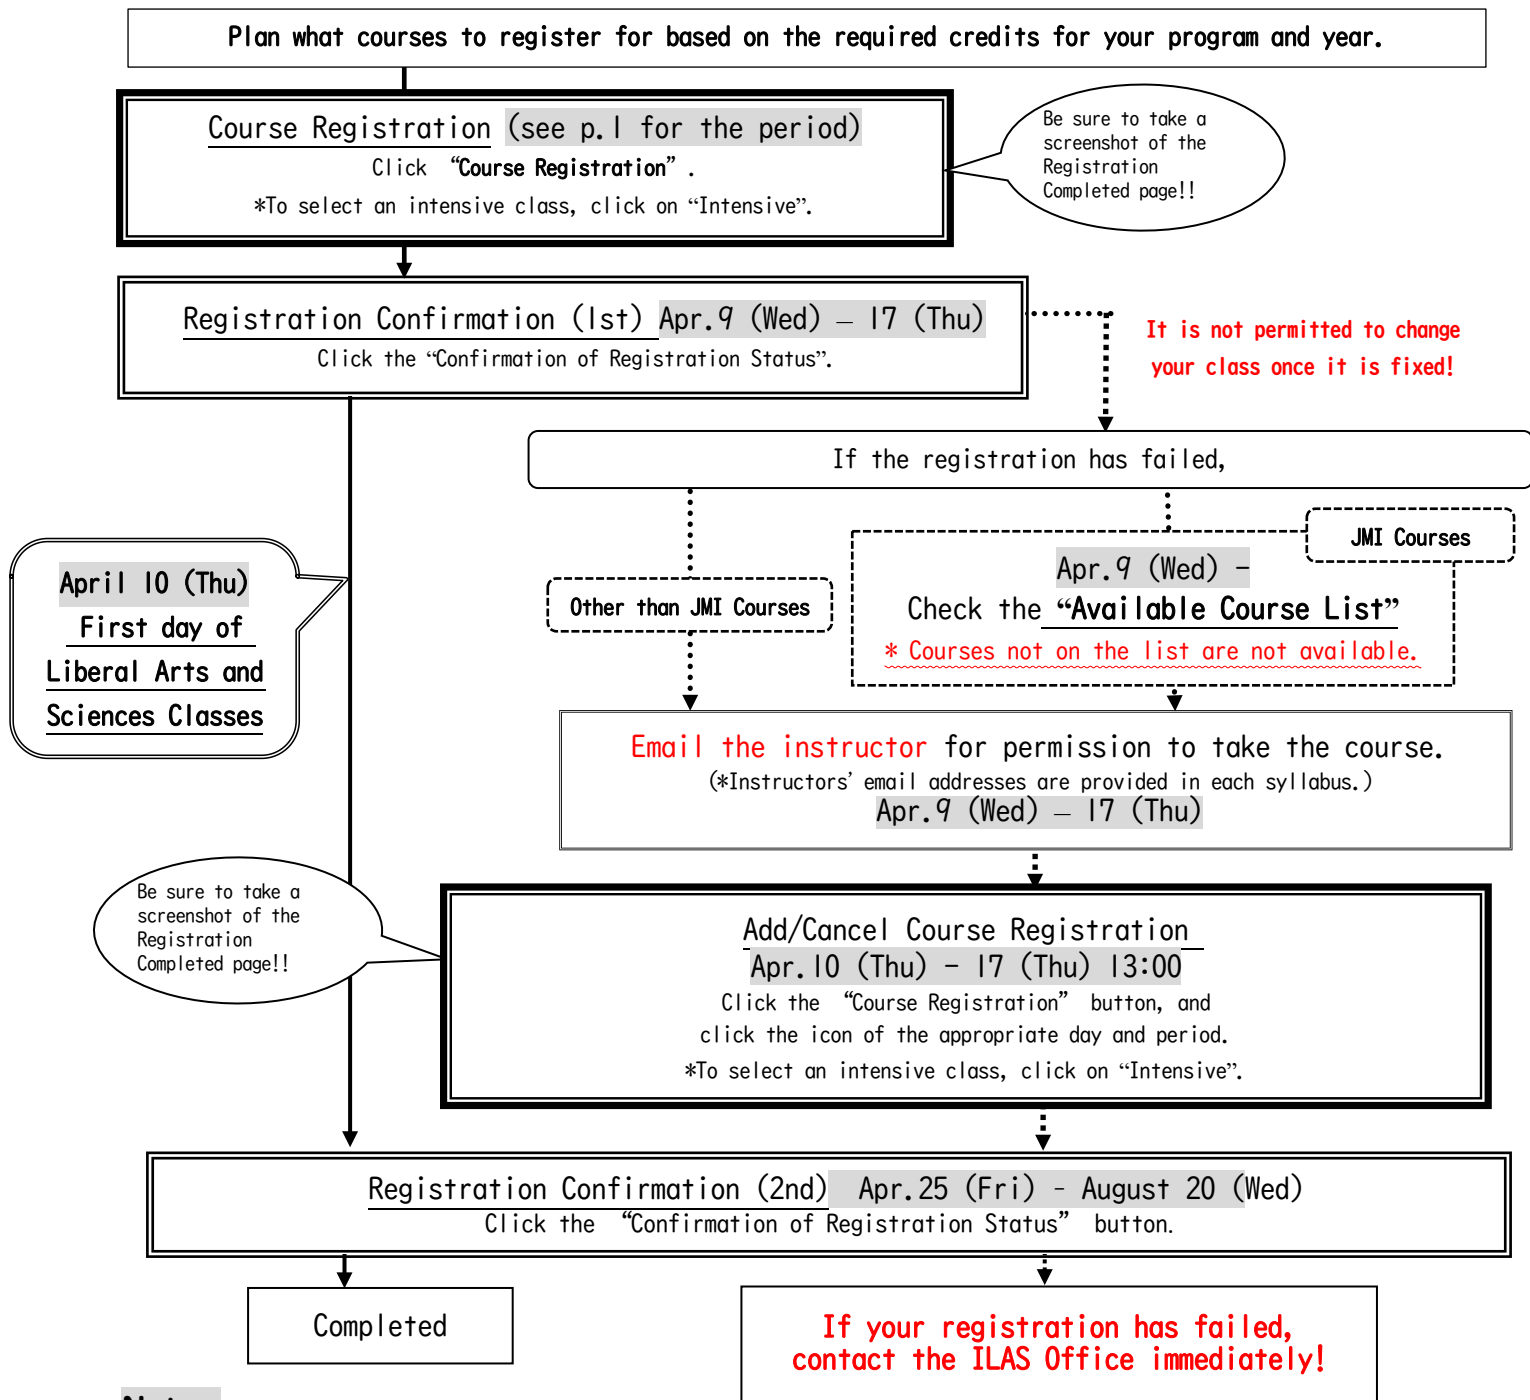 Plan what courses to register for based on the required credits for your program and year.
Course Registration (see p.1 for the period)
Click “Course Registration”.
*To select an intensive class, click on “Intensive”.
Be sure to take a
screenshot of the
Registration
Completed page!!
Registration Confirmation (1st) Apr.9 (Wed) – 17 (Thu)
Click the “Confirmation of Registration Status”.
It is not permitted to change
your class once it is fixed!
If the registration has failed,
JMI Courses
Apr.9 (Wed) -
Check the “Available Course List”
* Courses not on the list are not available.
Other than JMI Courses
April 10 (Thu)
First day of
Liberal Arts and
Sciences Classes
Email the instructor for permission to take the course.
(*Instructors’ email addresses are provided in each syllabus.)
Apr.9 (Wed) – 17 (Thu)
Be sure to take a
screenshot of the
Registration
Completed page!!
Add/Cancel Course Registration
Apr.10 (Thu) - 17 (Thu) 13:00
Click the “Course Registration” button, and
click the icon of the appropriate day and period.
*To select an intensive class, click on “Intensive”.
Registration Confirmation (2nd) Apr.25 (Fri) - August 20 (Wed)
Click the “Confirmation of Registration Status” button.
Completed
If your registration has failed,
contact the ILAS Office immediately!